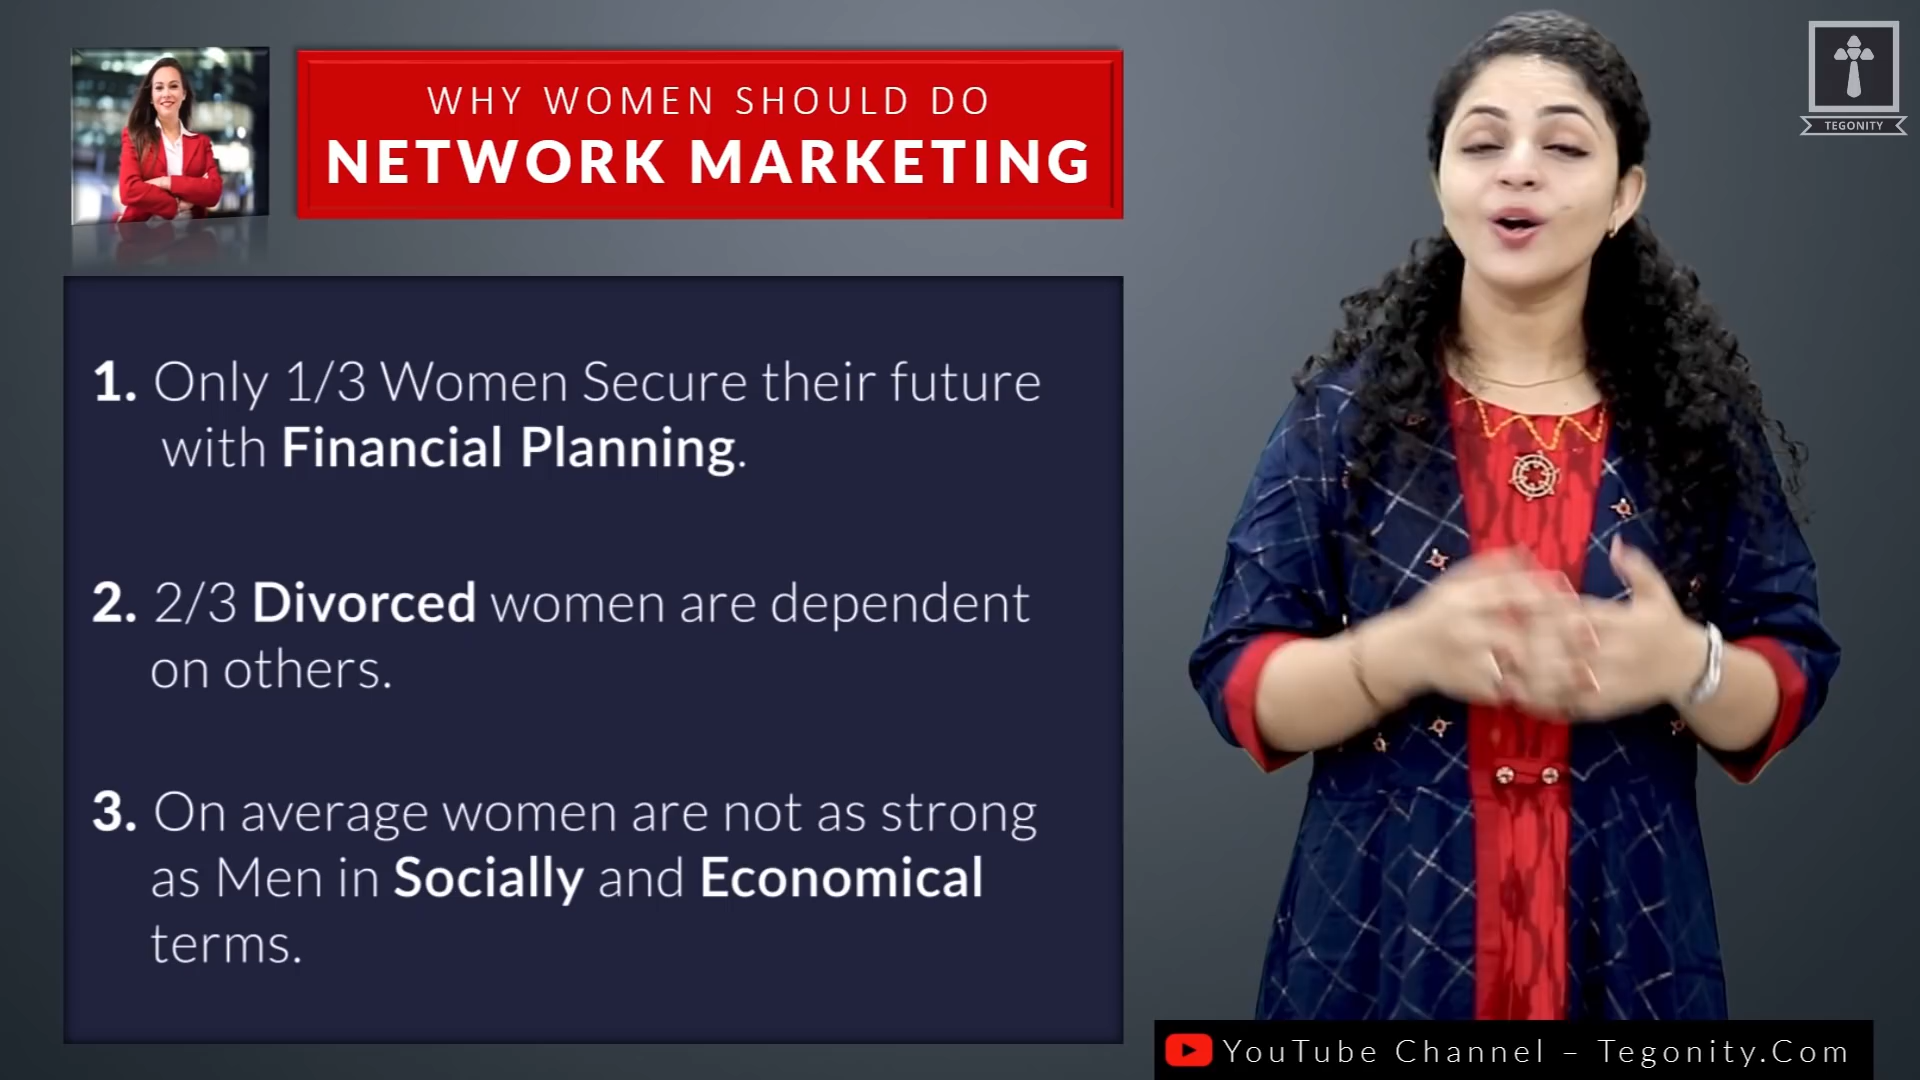 WHY WOMEN SHOULD DO
NETWORK MARKETING
TEGONITY
1. Only 1/3 Women Secure their future
with Financial Planning.
2. 2/3 Divorced women are dependent
on others.
3. On average women are not as strong
as Men in Socially and Economical
terms.
YouTube Channel – Tegonity.Com